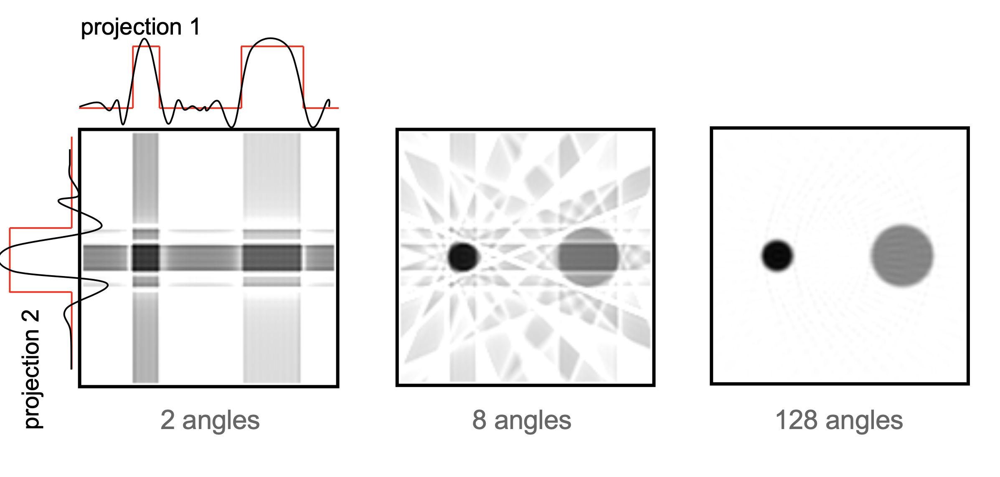 projection 1
projection 2
2 angles
8 angles
128 angles